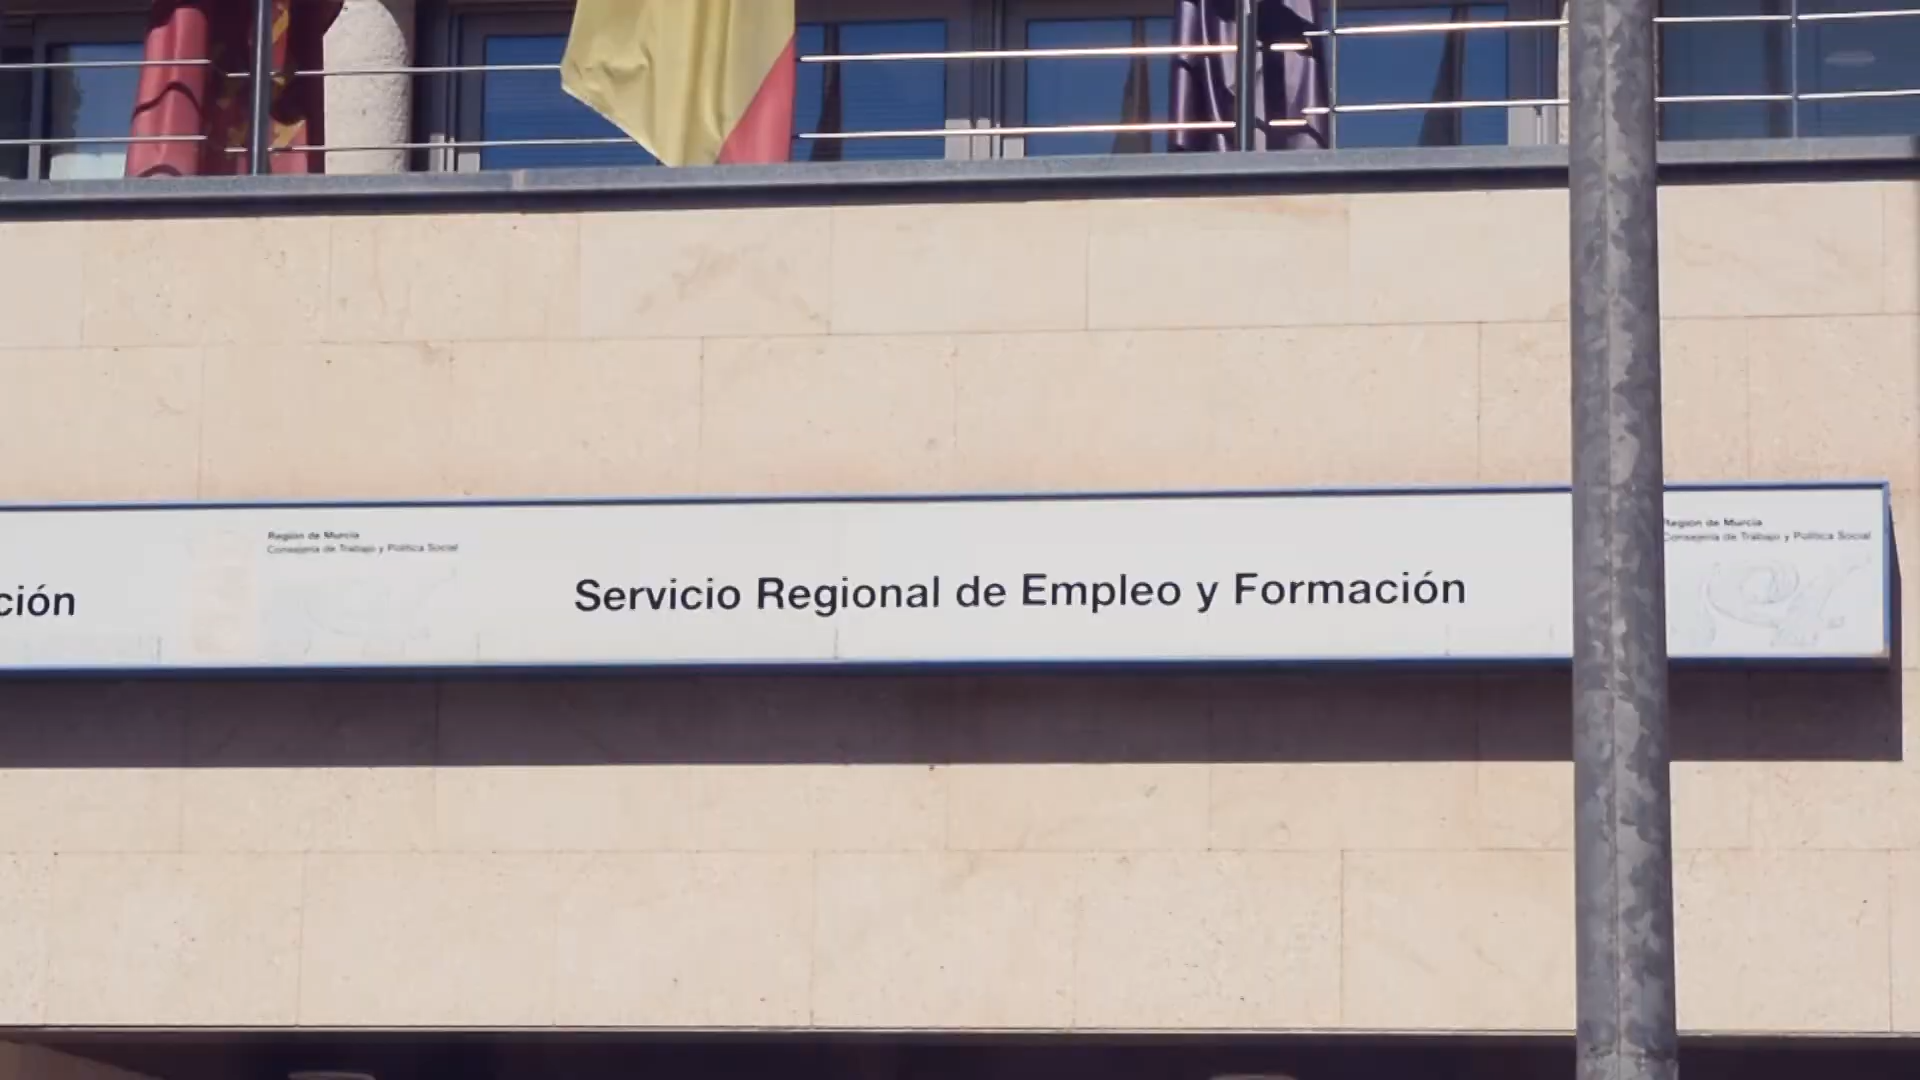 ción
Región de Murcia
Consejería de Trabajo y Política Social
Servicio Regional de Empleo y Formación
Región de Murcia
Consejería de Trabajo y Política Social